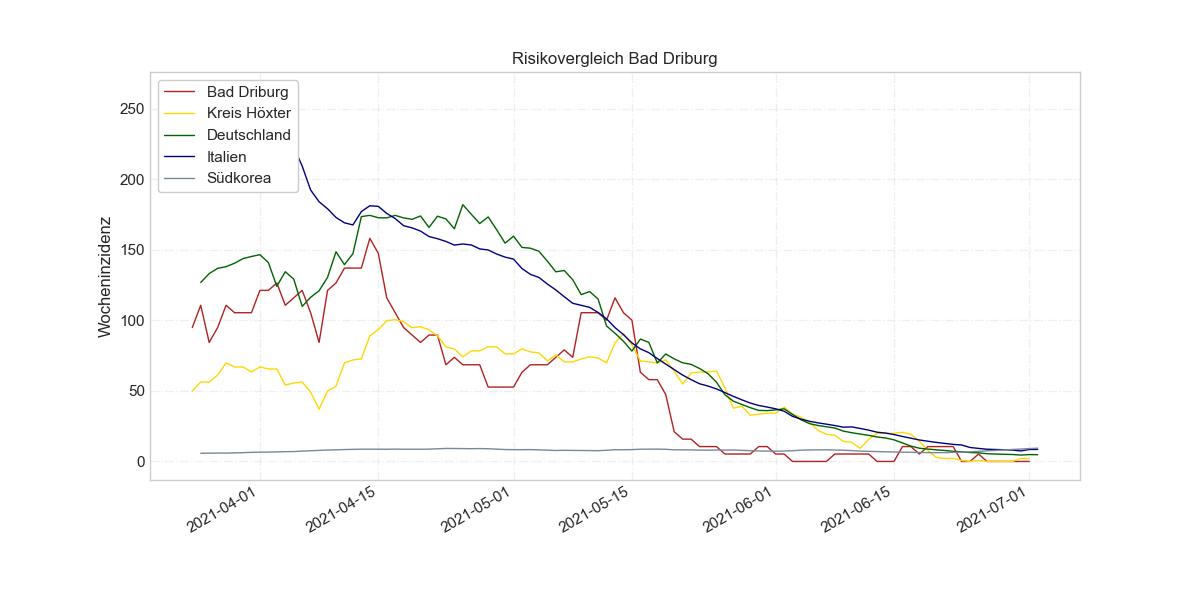 Risikovergleich Bad Driburg
Bad Driburg
Kreis Höxter
Deutschland
Italien
Südkorea
Wocheninzidenz
250
200
150
100
50
0
2021-04-01
2021-04-15
2021-05-01
2021-05-15
2021-06-01
2021-06-15
2021-07-01